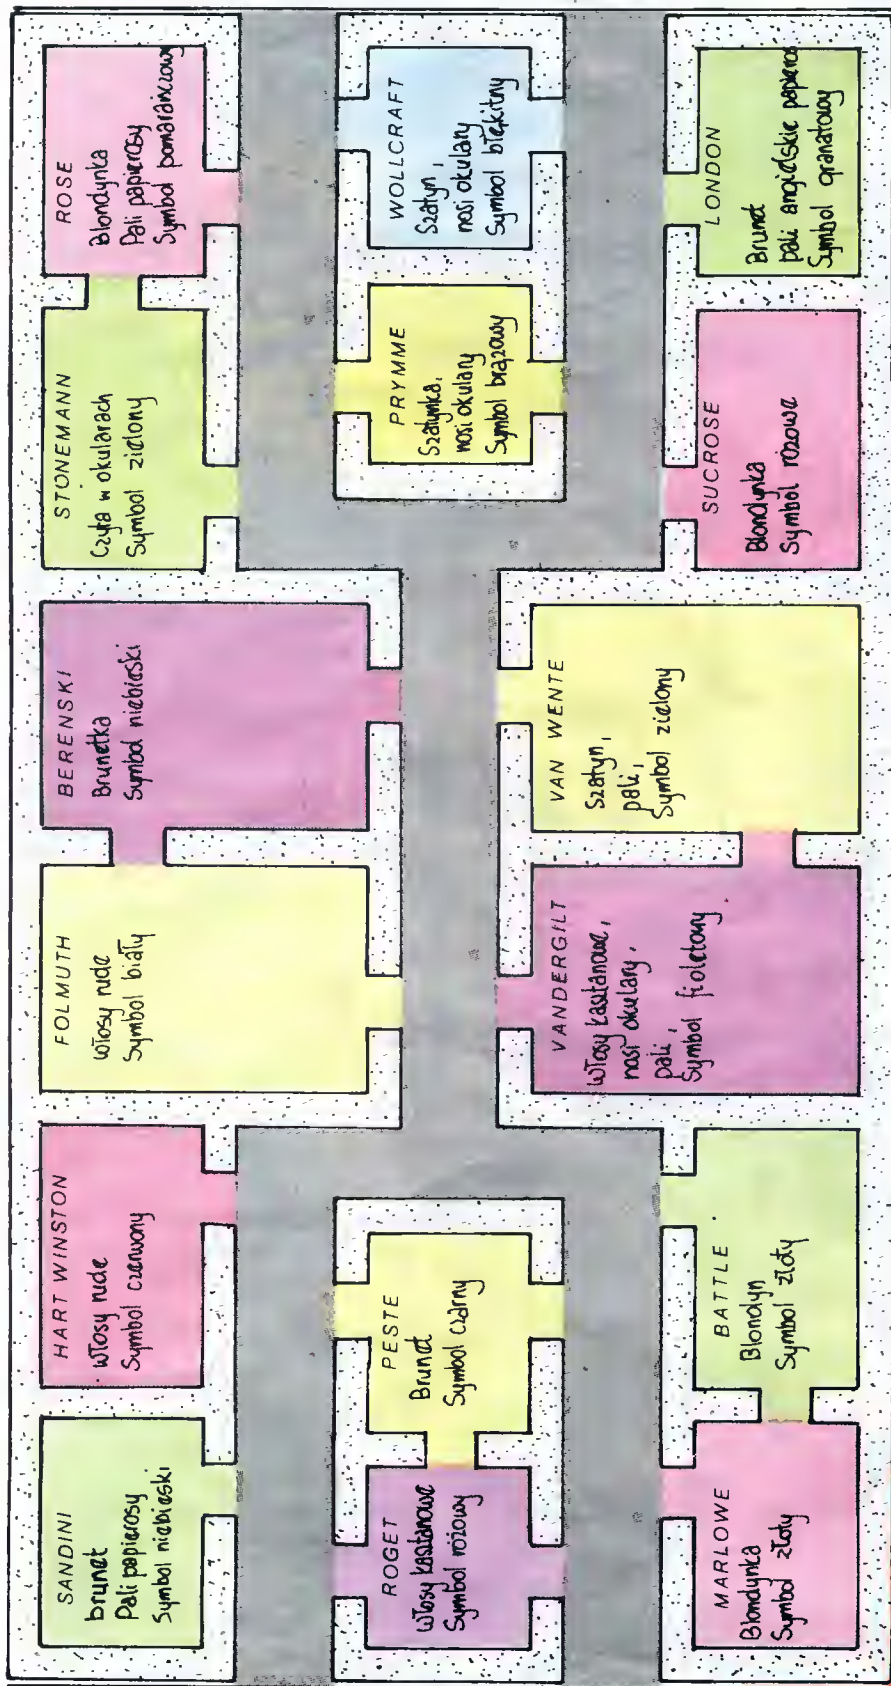 SANDINI
brunet
Pali papierosy
Symbol niebieski
HART WINSTON
Włosy rude
Symbol czerwony
FOLMUTH
Włosy rude
Symbol biały
BERENSKI
Brunetka
Symbol niebieski
STONEMANN
Czyta w okularach
Symbol zielony
ROSE
Blondynka
Pali papierosy
Symbol pomarańczowy
ROGET
Włosy kasztanowe
Symbol różowy
PESTE
Brunet
Symbol czarny
PRYMME
Szatynka,
nosi okulary
Symbol brązowy
WOLLCRAFT
Szatyn,
nosi okulary
Symbol błękitny
MARLOWE
Blondynka
Symbol złoty
BATTLE
Blondyn
Symbol złoty
VANDERGILT
Włosy kasztanowe,
nosi okulary,
pali,
Symbol fioletowy
VAN WENTE
Szatyn,
pali,
Symbol zielony
SUCROSE
Blondynka
Symbol różowe
LONDON
Brunet
pali angielskie papieros
Symbol granatowy